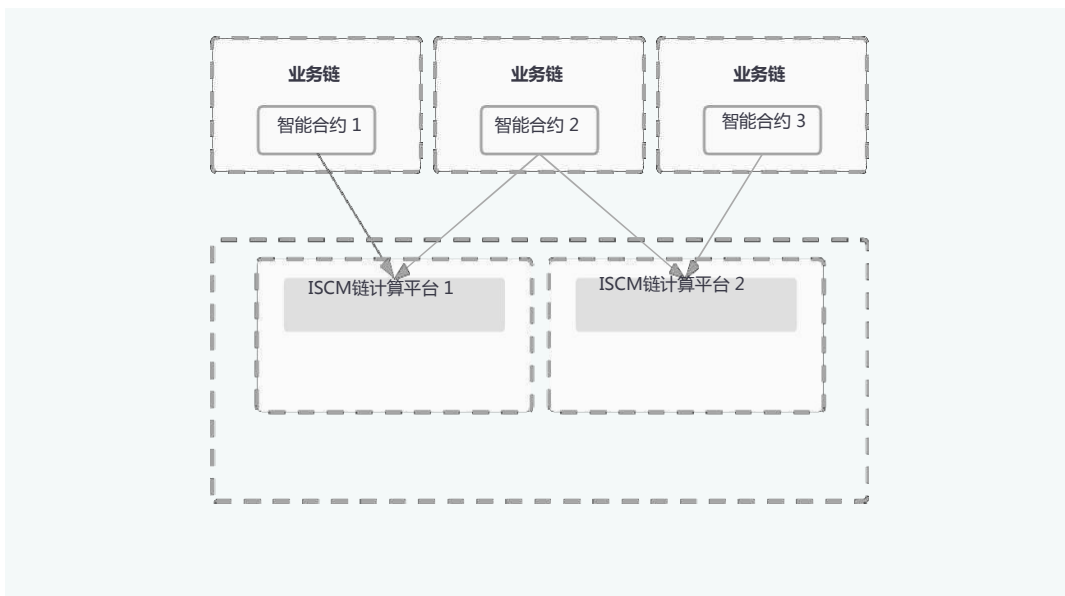 业务链
业务链
业务链
智能合约 1
智能合约 2
智能合约 3
ISCM链计算平台 1
ISCM链计算平台 2